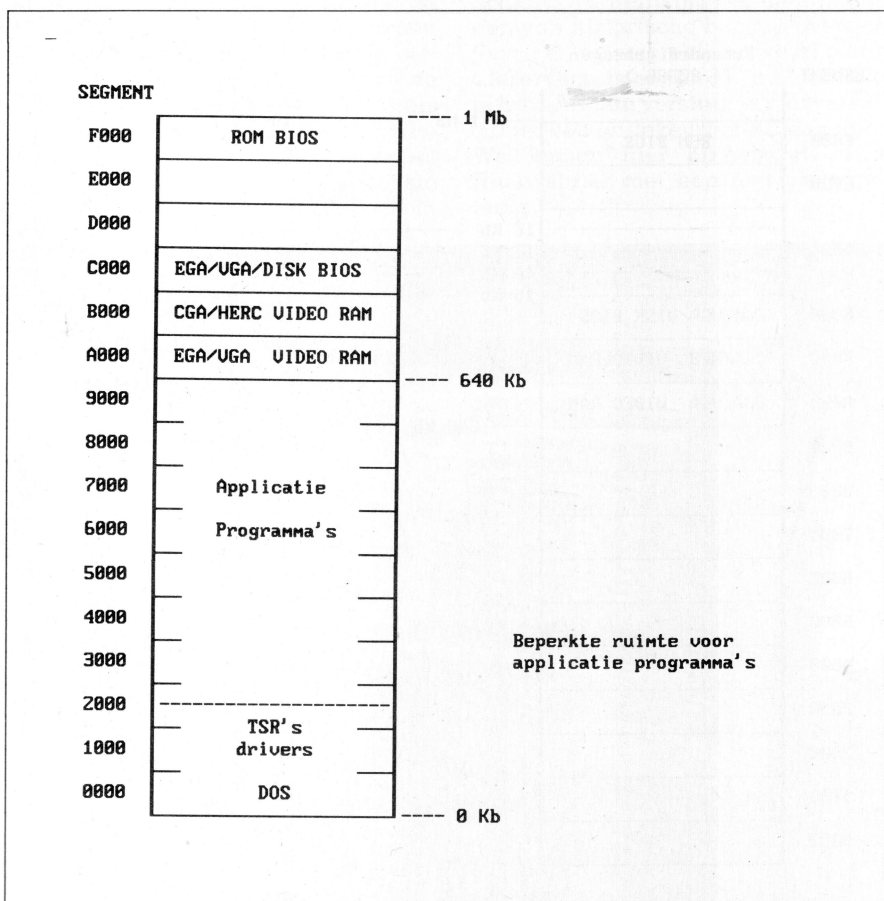 SEGMENT
---- 1 Mb
F000 ROM BIOS
E000
D000
C000 EGA/VGA/DISK BIOS
B000 CGA/HERC VIDEO RAM
A000 EGA/VGA VIDEO RAM
---- 640 Kb
9000
8000
7000 Applicatie
6000 Programma's
5000
4000
Beperkte ruimte voor
3000 applicatie programma's
2000
TSR's
1000 drivers
0000 DOS
---- 0 Kb